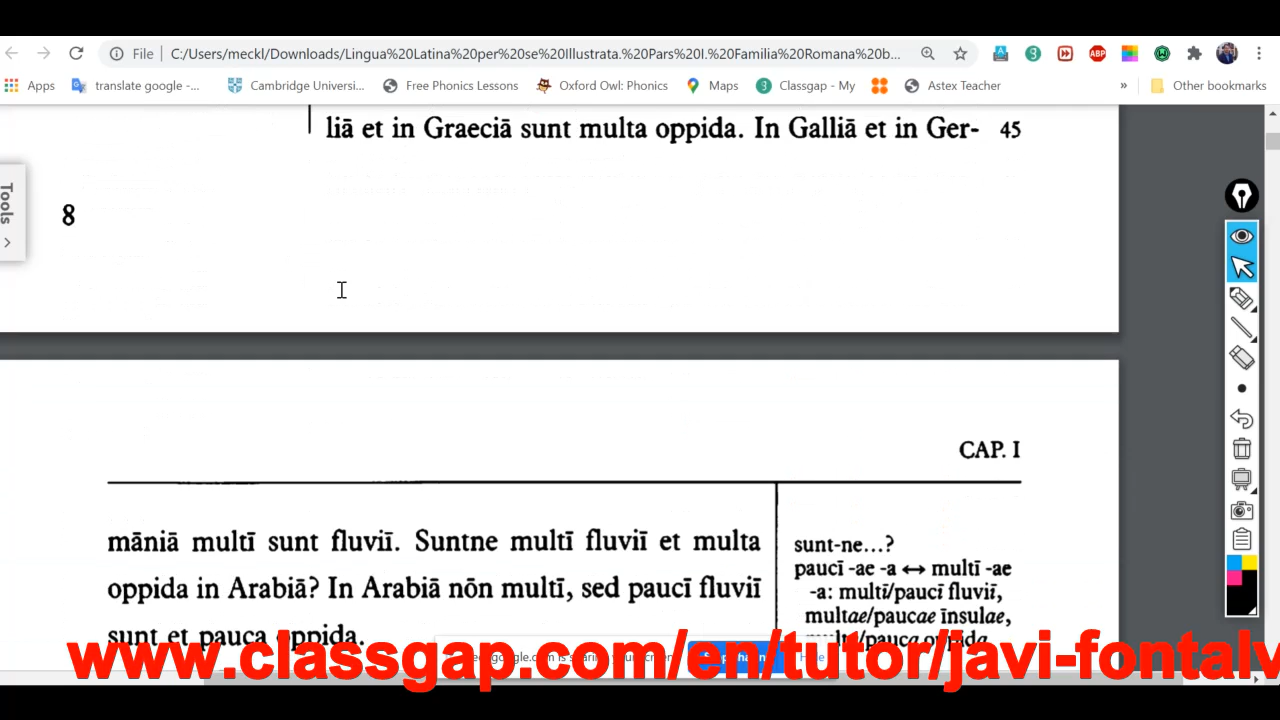 File C:/Users/meckl/Downloads/Lingua%20Latina%20per%20se%20Illustrata.%20Pars%20I.%20Familia%20Romana%20b...
Apps translate google -... Cambridge Universi... Free Phonics Lessons Oxford Owl: Phonics Maps Classgap - My Astex Teacher » Other bookmarks
liā et in Graeciā sunt multa oppida. In Galliā et in Ger- 45
Tools
8
CAP. I
māniā multī sunt fluviī. Suntne multī fluviī et multa
oppida in Arabiā? In Arabiā nōn multī, sed paucī fluviī
sunt et pauca oppida.
sunt-ne...?
paucī -ae -a ↔ multī -ae
-a: multī/paucī fluviī,
multae/paucae īnsulae,
multa/pauca oppida
www.classgap.com/en/tutor/javi-fontalv